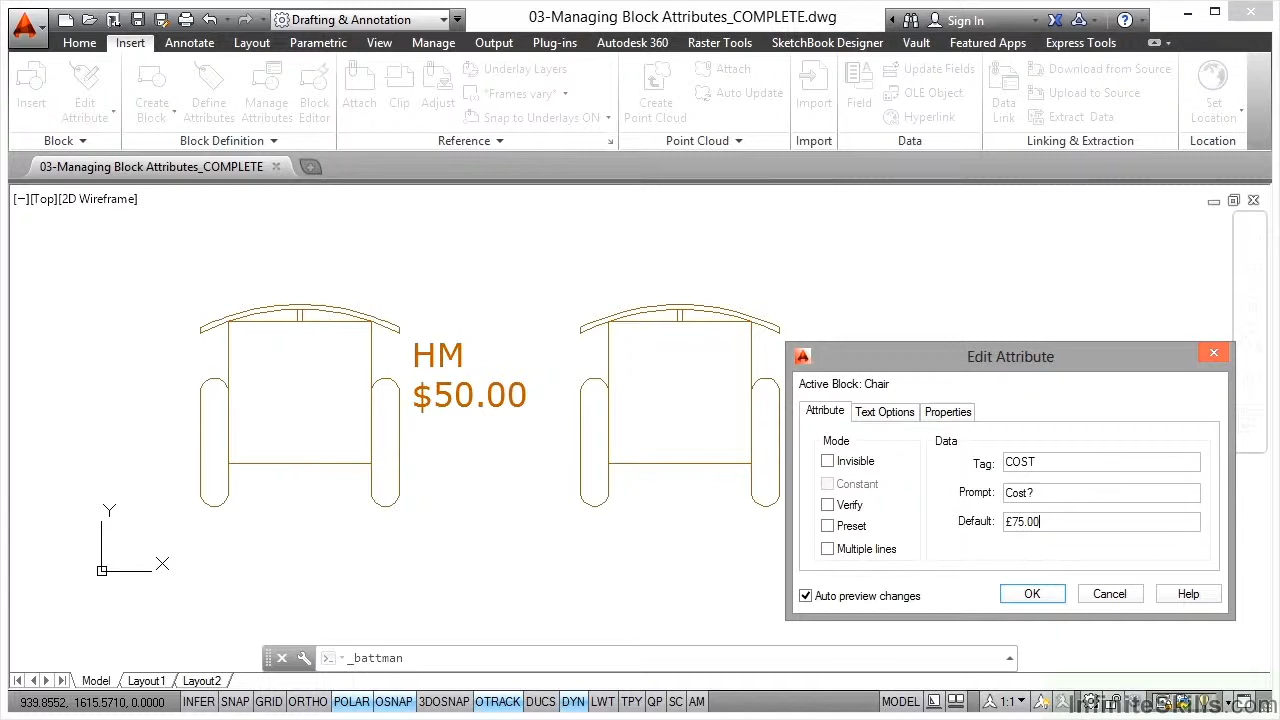 Drafting & Annotation
03-Managing Block Attributes_COMPLETE.dwg
Sign In
Home Insert Annotate Layout Parametric View Manage Output Plug-ins Autodesk 360 Raster Tools SketchBook Designer Vault Featured Apps Express Tools
Insert
Edit Attribute
Create Block
Define Attributes
Manage Attributes
Block Editor
Attach
Clip
Adjust
Underlay Layers
*Frames vary*
Snap to Underlays ON
Create Point Cloud
Attach
Auto Update
Import
Field
Update Fields
OLE Object
Hyperlink
Data Link
Download from Source
Upload to Source
Extract Data
Set Location
Block
Block Definition
Reference
Point Cloud
Import
Data
Linking & Extraction
Location
03-Managing Block Attributes_COMPLETE
[−][Top][2D Wireframe]
HM
$50.00
Y
X
Edit Attribute
Active Block: Chair
Attribute Text Options Properties
Mode
Invisible
Constant
Verify
Preset
Multiple lines
Data
Tag: COST
Prompt: Cost?
Default: £75.00
Auto preview changes
OK Cancel Help
_battman
Model Layout1 Layout2
939.8552, 1615.5710, 0.0000
INFER SNAP GRID ORTHO POLAR OSNAP 3DOSNAP OTRACK DUCS DYN LWT TPY QP SC AM
MODEL
1:1
InfiniteSkills.com